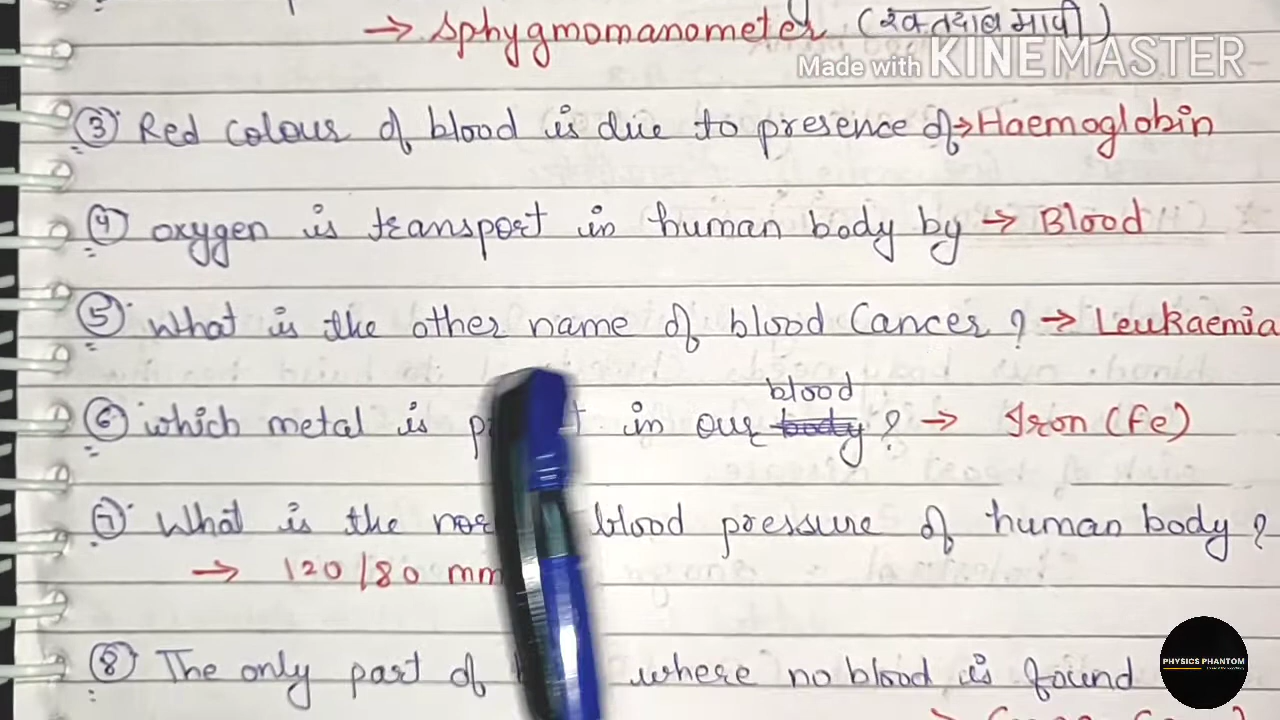 → Sphygmomanometer (रक्तदाब मापी)
Made with KINEMASTER
③ Red colour of blood is due to presence of→ Haemoglobin
④ oxygen is transport in human body by → Blood
⑤ What is the other name of blood Cancer ? → Leukaemia
blood
⑥ which metal is in our body ? → Iron (Fe)
⑦ What is the blood pressure of human body ?
→ 120/80 mm
⑧ The only part of where no blood is found
PHYSICS PHANTOM